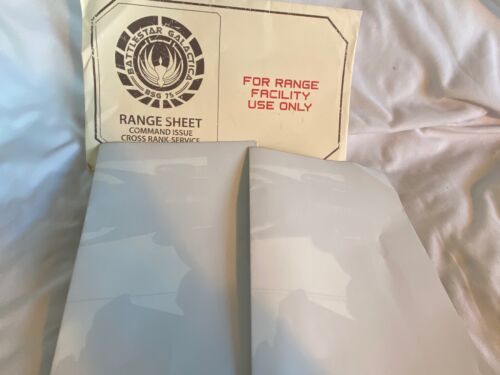 BATTLESTAR GALACTICA
BSG 75
RANGE SHEET
COMMAND ISSUE
CROSS RANK SERVICE
FOR RANGE
FACILITY
USE ONLY